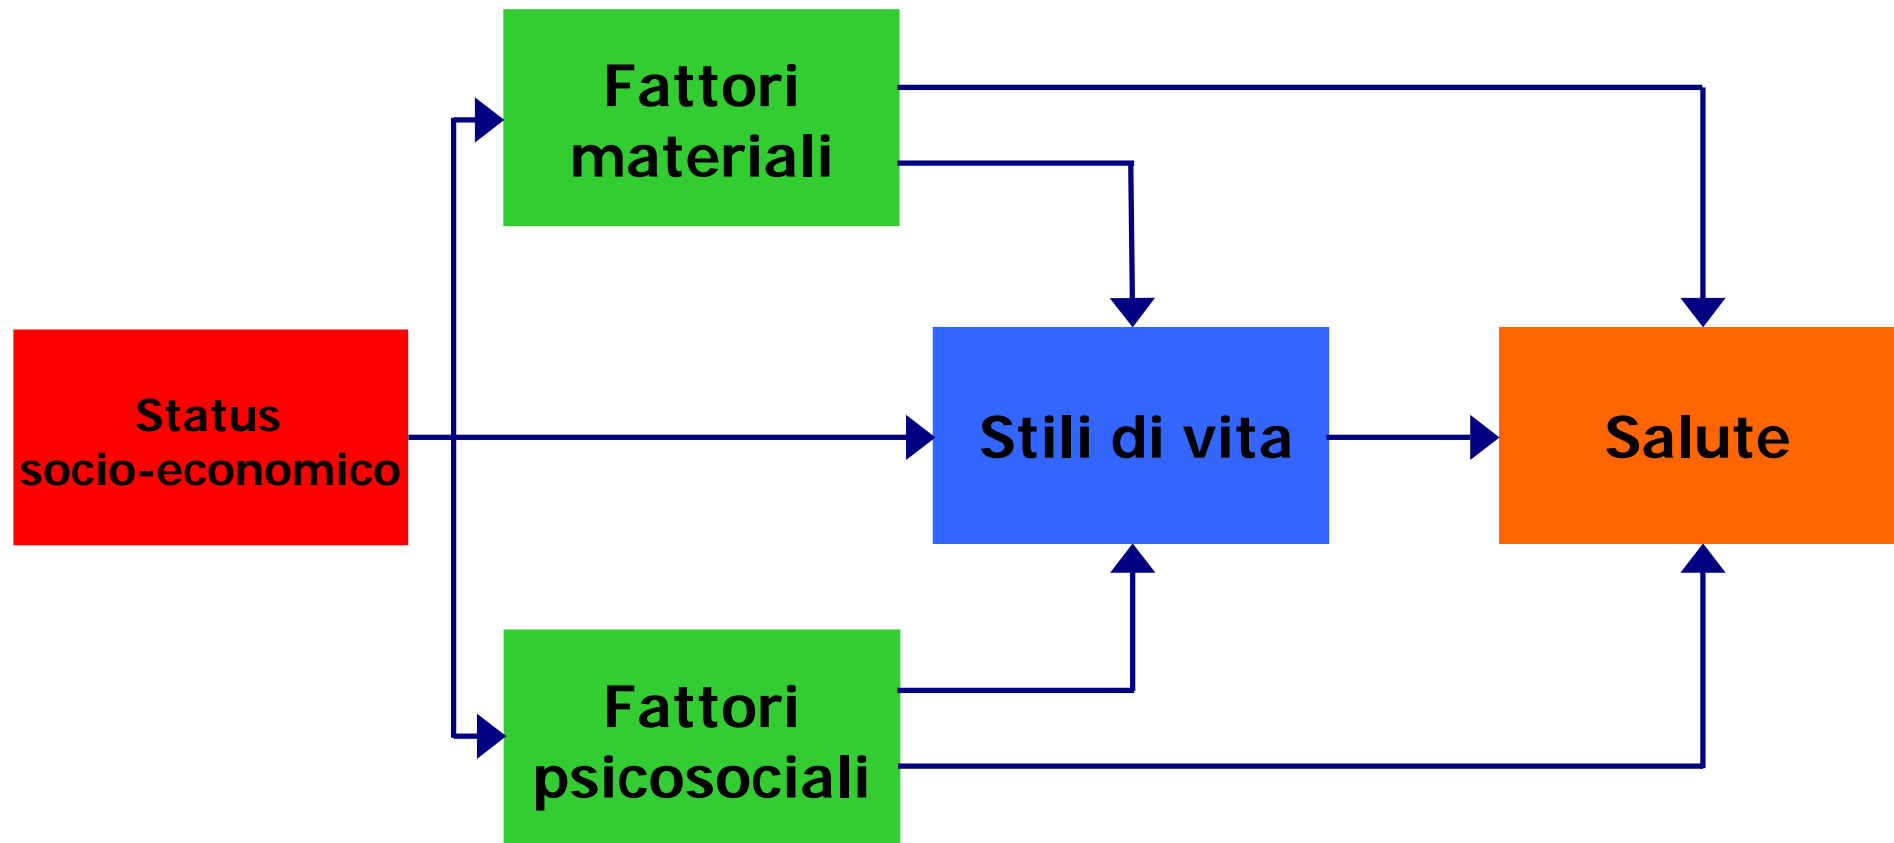 Fattori
materiali
Status
socio-economico
Stili di vita
Salute
Fattori
psicosociali